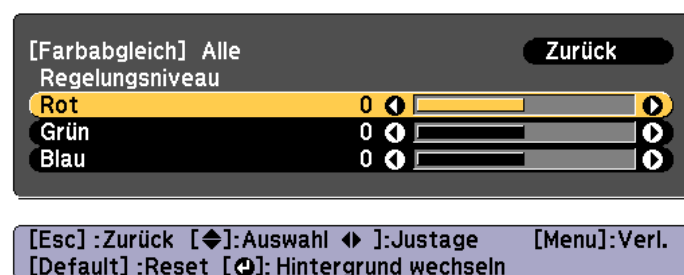 [Farbabgleich] Alle Zurück
Regelungsniveau
Rot 0
Grün 0
Blau 0
[Esc] :Zurück [◆]:Auswahl ◆ ]:Justage [Menu]:Verl.
[Default] :Reset [⏎]: Hintergrund wechseln